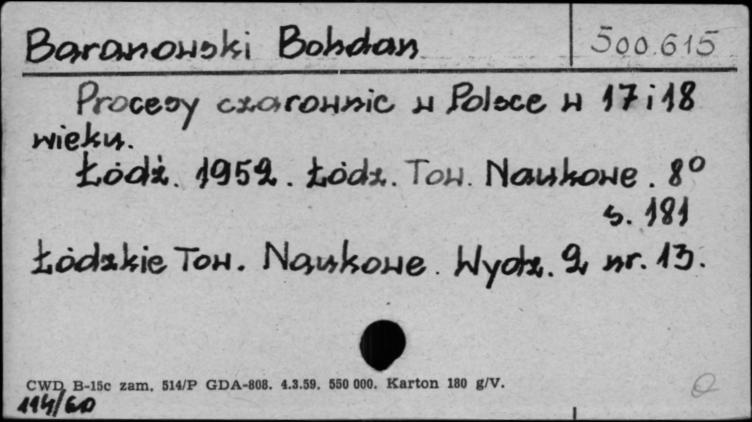 Baranowski Bohdan 500.615
Procesy czarownic w Polsce w 17 i 18
wieku.
Łódź. 1952. Łódz. Tow. Naukowe. 8°
s. 181
Łódzkie Tow. Naukowe. Wydz. 2 nr. 13.
CWD B-15c zam. 514/P GDA-808. 4.3.59. 550 000. Karton 180 g/V.
114/60